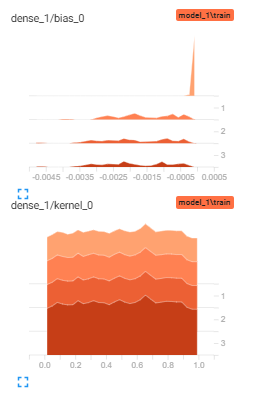 dense_1/bias_0
model_1\train
1
2
3
-0.0045 -0.0035 -0.0025 -0.0015 -0.0005 0.0005
dense_1/kernel_0
model_1\train
1
2
3
0.0 0.2 0.4 0.6 0.8 1.0